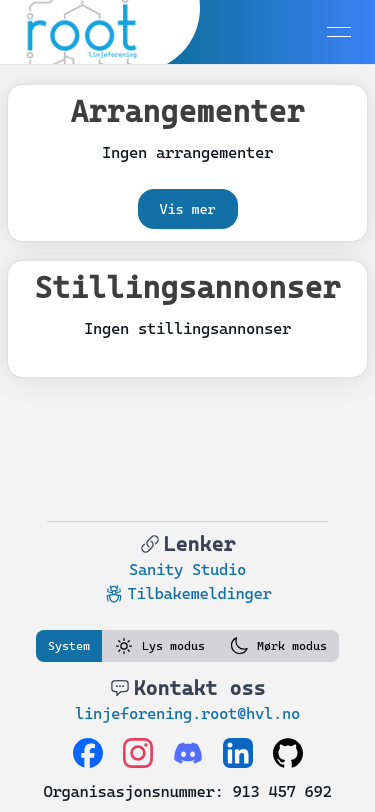 root
linjeforening
Arrangementer
Ingen arrangementer
Vis mer
Stillingsannonser
Ingen stillingsannonser
Lenker
Sanity Studio
Tilbakemeldinger
System
Lys modus
Mørk modus
Kontakt oss
linjeforening.root@hvl.no
Organisasjonsnummer: 913 457 692